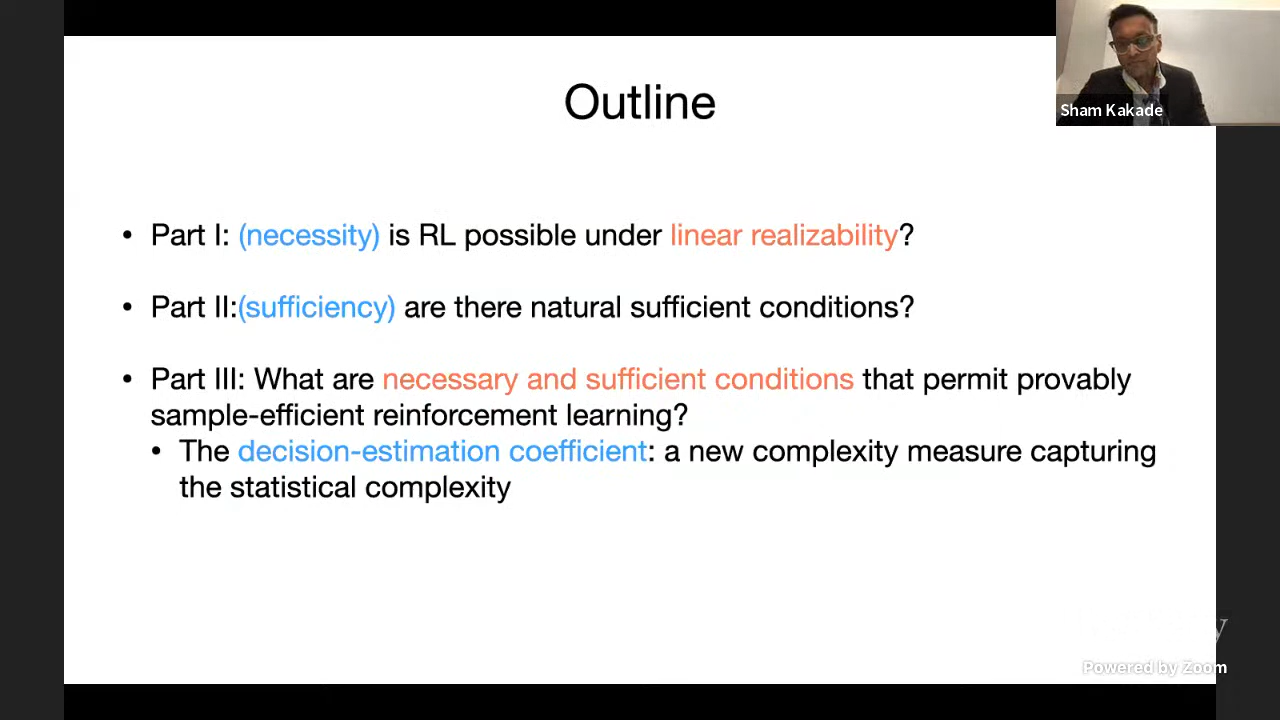 Outline
Sham Kakade
• Part I: (necessity) is RL possible under linear realizability?
• Part II:(sufficiency) are there natural sufficient conditions?
• Part III: What are necessary and sufficient conditions that permit provably
sample-efficient reinforcement learning?
• The decision-estimation coefficient: a new complexity measure capturing
the statistical complexity
Powered by Zoom